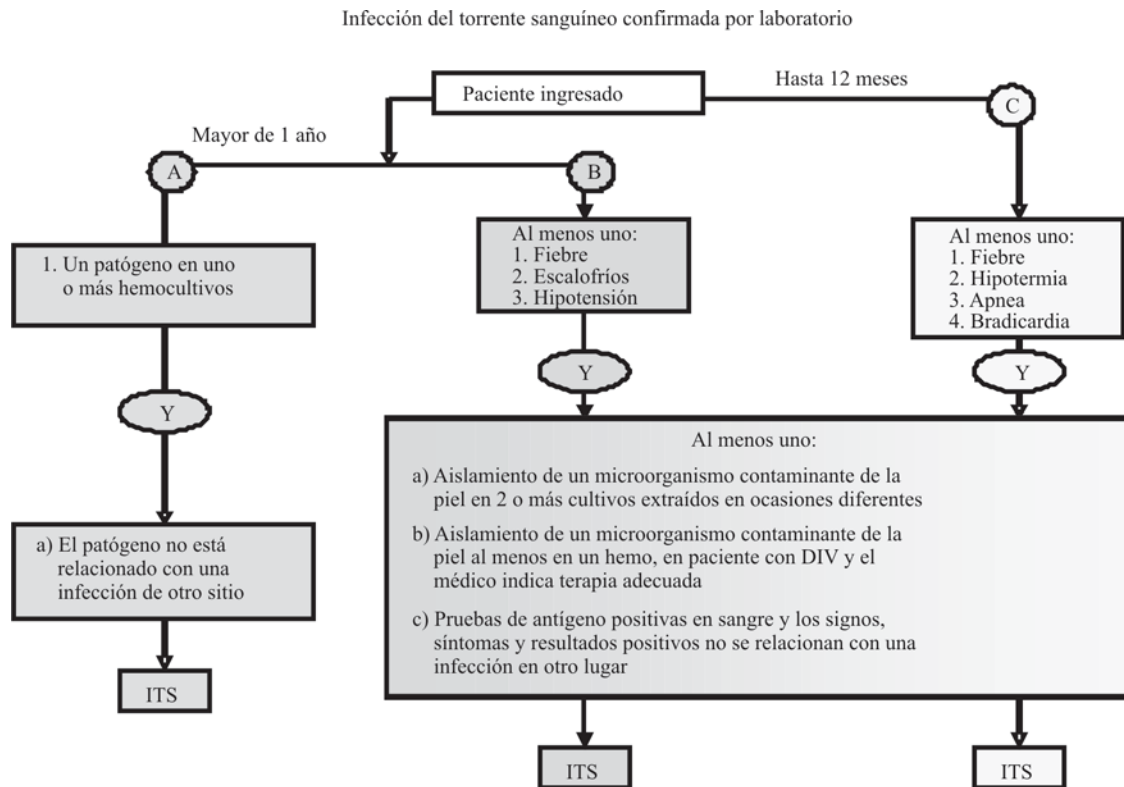 Infección del torrente sanguíneo confirmada por laboratorio
Paciente ingresado
Hasta 12 meses
C
Mayor de 1 año
A
B
1. Un patógeno en uno
o más hemocultivos
Y
a) El patógeno no está
relacionado con una
infección de otro sitio
ITS
Al menos uno:
1. Fiebre
2. Escalofríos
3. Hipotensión
Y
Al menos uno:
1. Fiebre
2. Hipotermia
3. Apnea
4. Bradicardia
Y
Al menos uno:
a) Aislamiento de un microorganismo contaminante de la
piel en 2 o más cultivos extraídos en ocasiones diferentes
b) Aislamiento de un microorganismo contaminante de la
piel al menos en un hemo, en paciente con DIV y el
médico indica terapia adecuada
c) Pruebas de antígeno positivas en sangre y los signos,
síntomas y resultados positivos no se relacionan con una
infección en otro lugar
ITS
ITS